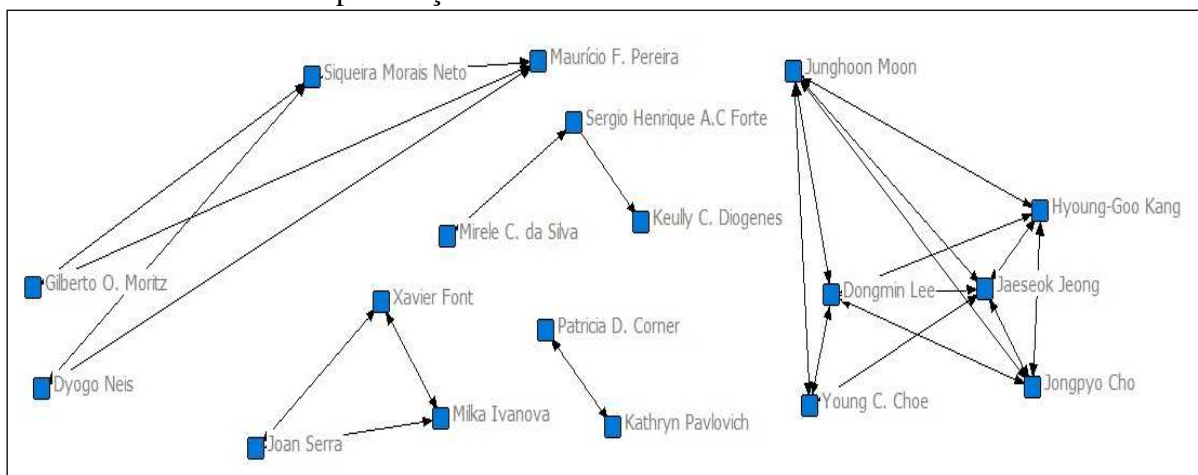 Maurício F. Pereira
Siqueira Morais Neto
Junghoon Moon
Sergio Henrique A.C Forte
Hyoung-Goo Kang
Keully C. Diogenes
Mirele C. da Silva
Gilberto O. Moritz
Jaeseok Jeong
Dongmin Lee
Xavier Font
Patricia D. Corner
Dyogo Neis
Jongpyo Cho
Young C. Choe
Milka Ivanova
Kathryn Pavlovich
Joan Serra